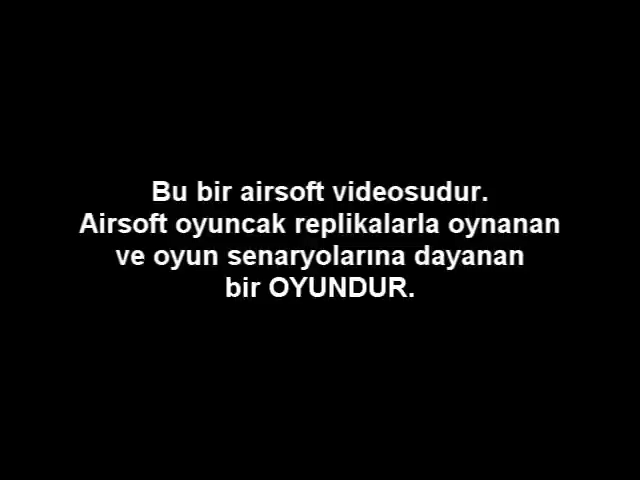 Bu bir airsoft videosudur.
Airsoft oyuncak replikalarla oynanan
ve oyun senaryolarına dayanan
bir OYUNDUR.